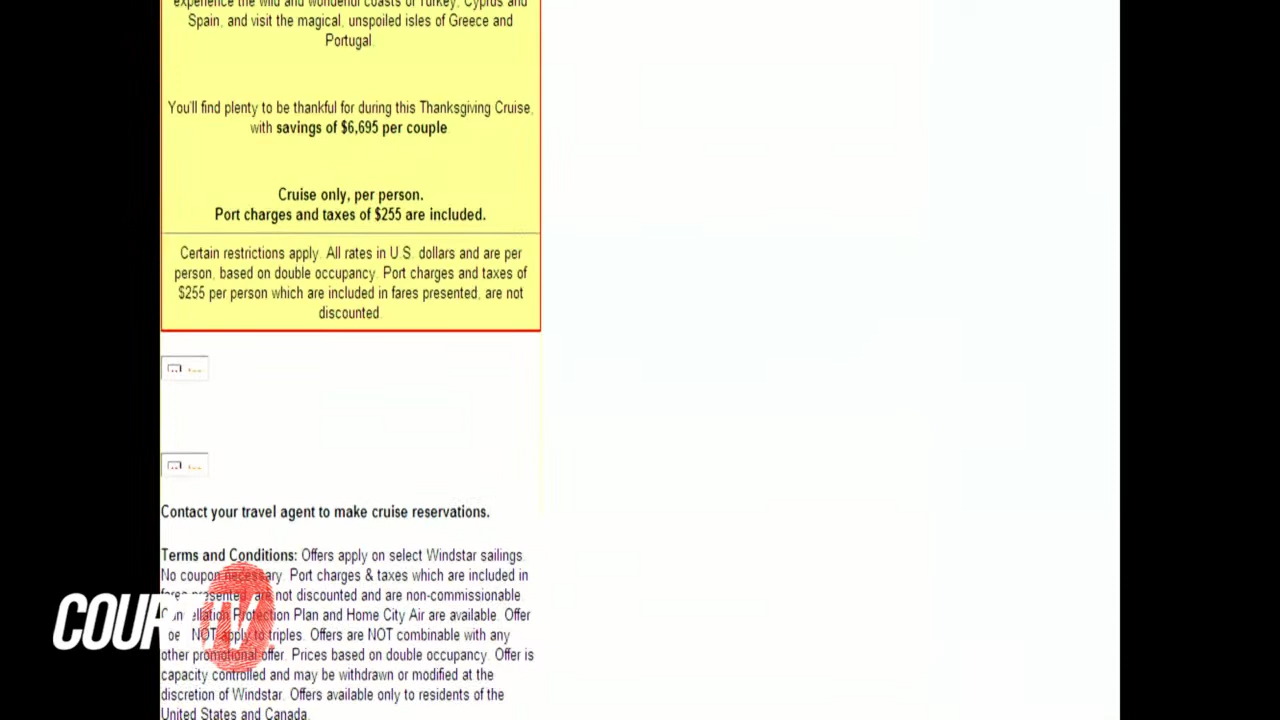 experience the wild and wonderful coasts of Turkey, Cyprus and
Spain, and visit the magical, unspoiled isles of Greece and
Portugal.
You'll find plenty to be thankful for during this Thanksgiving Cruise,
with savings of $6,695 per couple
Cruise only, per person.
Port charges and taxes of $255 are included.
Certain restrictions apply. All rates in U.S. dollars and are per
person, based on double occupancy. Port charges and taxes of
$255 per person which are included in fares presented, are not
discounted.
Contact your travel agent to make cruise reservations.
Terms and Conditions: Offers apply on select Windstar sailings.
No coupon necessary. Port charges & taxes which are included in
fares presented, are not discounted and are non-commissionable
Cancellation Protection Plan and Home City Air are available. Offer
NOT apply to triples. Offers are NOT combinable with any
other promotional offer. Prices based on double occupancy. Offer is
capacity controlled and may be withdrawn or modified at the
discretion of Windstar. Offers available only to residents of the
United States and Canada.
COURT TV